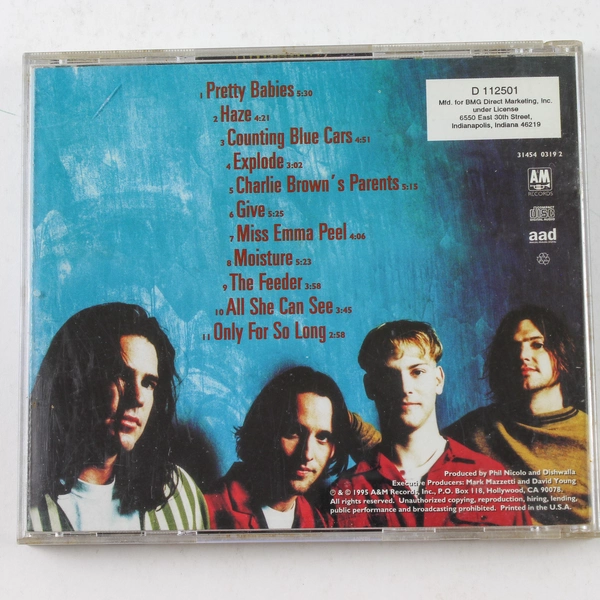 1 Pretty Babies 5:30
2 Haze 4:21
3 Counting Blue Cars 4:51
4 Explode 3:02
5 Charlie Brown's Parents 5:15
6 Give 5:25
7 Miss Emma Peel 4:06
8 Moisture 5:23
9 The Feeder 3:58
10 All She Can See 3:45
11 Only For So Long 2:58
D 112501
Mfd. for BMG Direct Marketing, Inc.
under License
6550 East 30th Street,
Indianapolis, Indiana 46219
31454 0319 2
AM
RECORDS
COMPACT
disc
DIGITAL AUDIO
aad
Produced by Phil Nicolo and Dishwalla
Executive Producers: Mark Mazzetti and David Young
℗ & © 1995 A&M Records, Inc., P.O. Box 118, Hollywood, CA 90078.
All rights reserved. Unauthorized copying, reproduction, hiring, lending,
public performance and broadcasting prohibited. Printed in the U.S.A.